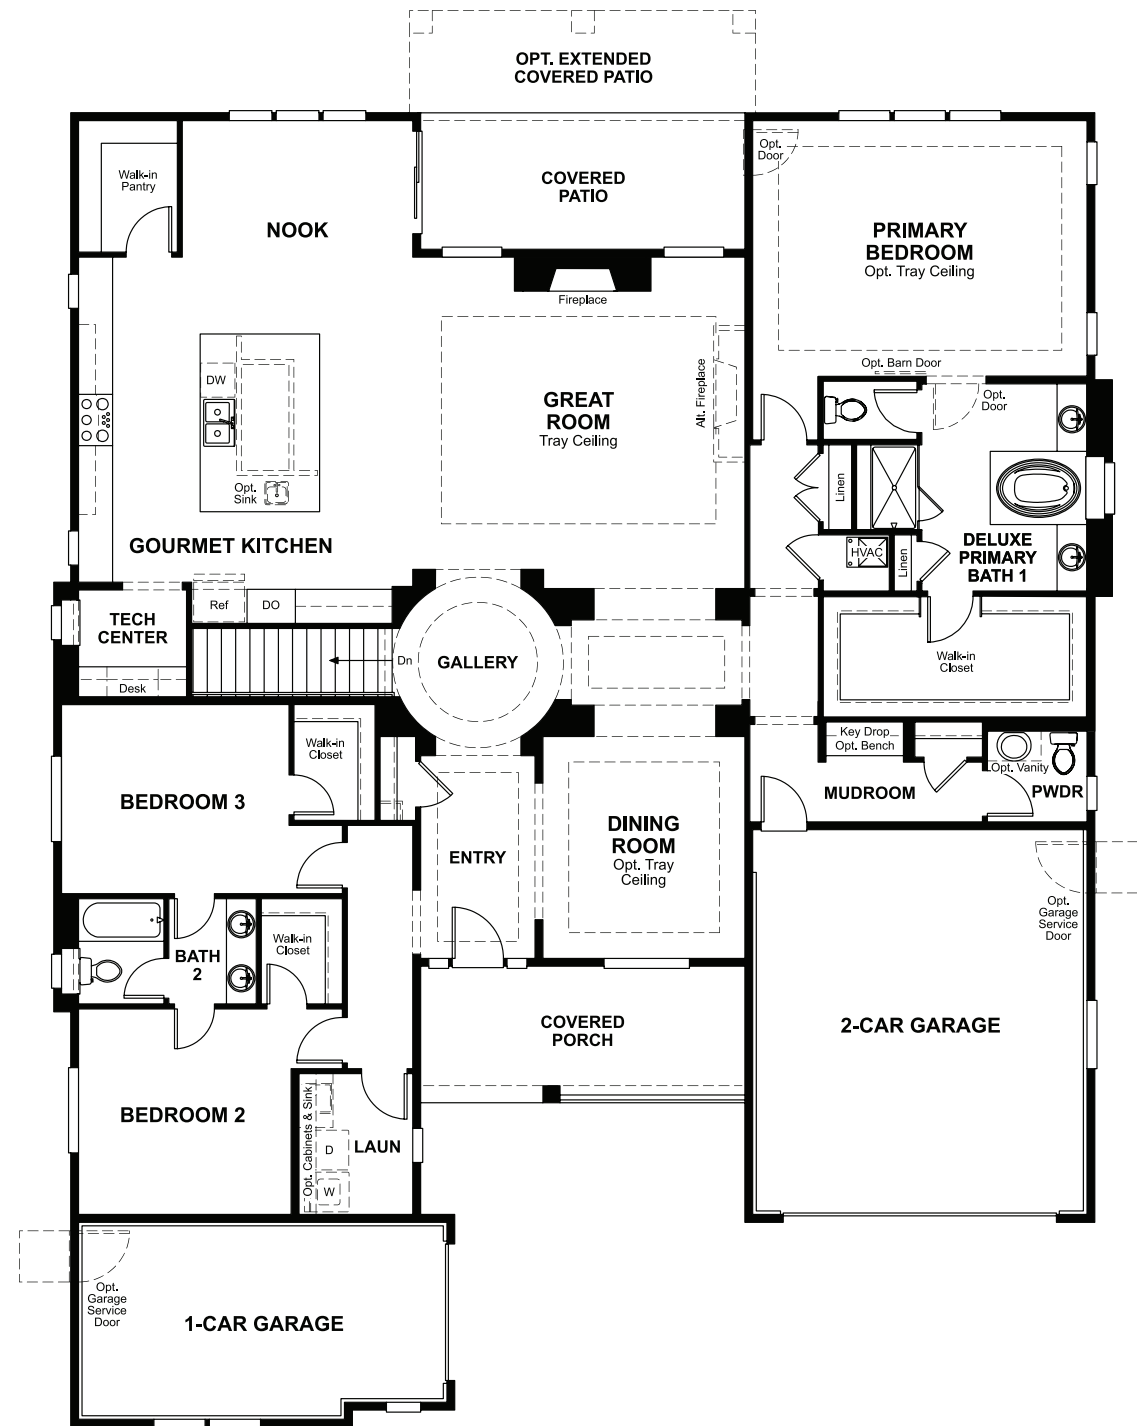 OPT. EXTENDED
COVERED PATIO
Walk-in
Pantry
NOOK
COVERED
PATIO
Opt.
Door
PRIMARY
BEDROOM
Opt. Tray Ceiling
Fireplace
DW
Opt.
Sink
GOURMET KITCHEN
GREAT
ROOM
Tray Ceiling
Alt. Fireplace
Opt. Barn Door
Opt.
Door
Linen
HVAC
Linen
DELUXE
PRIMARY
BATH 1
TECH
CENTER
Ref
DO
Desk
Dn
GALLERY
Walk-in
Closet
Walk-in
Closet
BEDROOM 3
Key Drop
Opt. Bench
Opt. Vanity
MUDROOM
PWDR
ENTRY
DINING
ROOM
Opt. Tray
Ceiling
Opt.
Garage
Service
Door
BATH
2
Walk-in
Closet
COVERED
PORCH
2-CAR GARAGE
BEDROOM 2
Opt. Cabinets & Sink
D
W
LAUN
Opt.
Garage
Service
Door
1-CAR GARAGE